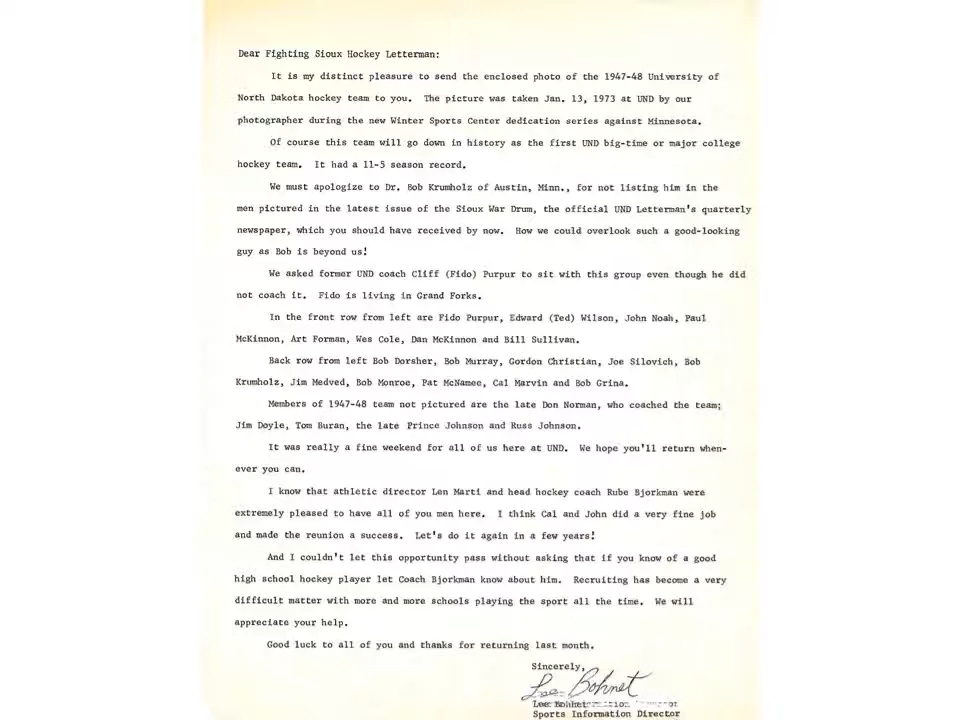 Dear Fighting Sioux Hockey Letterman:
It is my distinct pleasure to send the enclosed photo of the 1947-48 University of
North Dakota hockey team to you. The picture was taken Jan. 13, 1973 at UND by our
photographer during the new Winter Sports Center dedication series against Minnesota.
Of course this team will go down in history as the first UND big-time or major college
hockey team. It had a 11-5 season record.
We must apologize to Dr. Bob Krumholz of Austin, Minn., for not listing him in the
men pictured in the latest issue of the Sioux War Drum, the official UND Letterman's quarterly
newspaper, which you should have received by now. How we could overlook such a good-looking
guy as Bob is beyond us!
We asked former UND coach Cliff (Fido) Purpur to sit with this group even though he did
not coach it. Fido is living in Grand Forks.
In the front row from left are Fido Purpur, Edward (Ted) Wilson, John Noah, Paul
McKinnon, Art Forman, Wes Cole, Dan McKinnon and Bill Sullivan.
Back row from left Bob Dorsher, Bob Murray, Gordon Christian, Joe Silovich, Bob
Krumholz, Jim Medved, Bob Monroe, Pat McNamee, Cal Marvin and Bob Grina.
Members of 1947-48 team not pictured are the late Don Norman, who coached the team;
Jim Doyle, Tom Buran, the late Prince Johnson and Russ Johnson.
It was really a fine weekend for all of us here at UND. We hope you'll return when-
ever you can.
I know that athletic director Len Marti and head hockey coach Rube Bjorkman were
extremely pleased to have all of you men here. I think Cal and John did a very fine job
and made the reunion a success. Let's do it again in a few years!
And I couldn't let this opportunity pass without asking that if you know of a good
high school hockey player let Coach Bjorkman know about him. Recruiting has become a very
difficult matter with more and more schools playing the sport all the time. We will
appreciate your help.
Good luck to all of you and thanks for returning last month.
Sincerely,
Lee Bohnet
Lee Bohnet
Sports Information Director